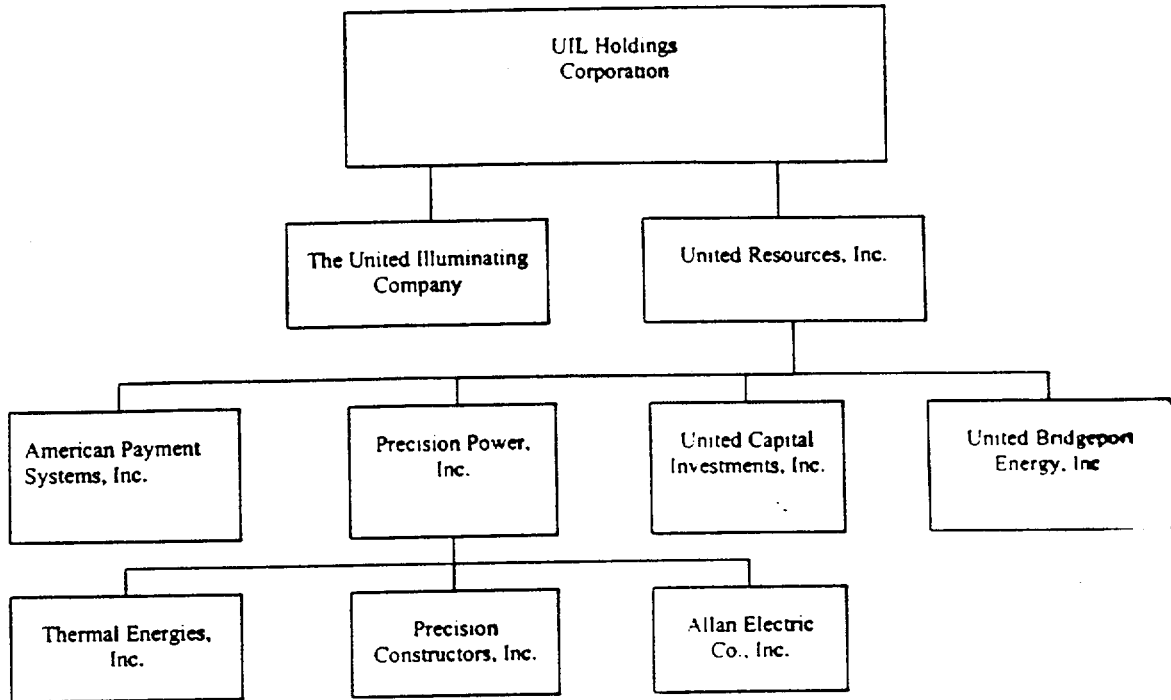 UIL Holdings
Corporation
The United Illuminating
Company
United Resources, Inc.
American Payment
Systems, Inc.
Precision Power,
Inc.
United Capital
Investments, Inc.
United Bridgeport
Energy, Inc
Thermal Energies,
Inc.
Precision
Constructors, Inc.
Allan Electric
Co., Inc.